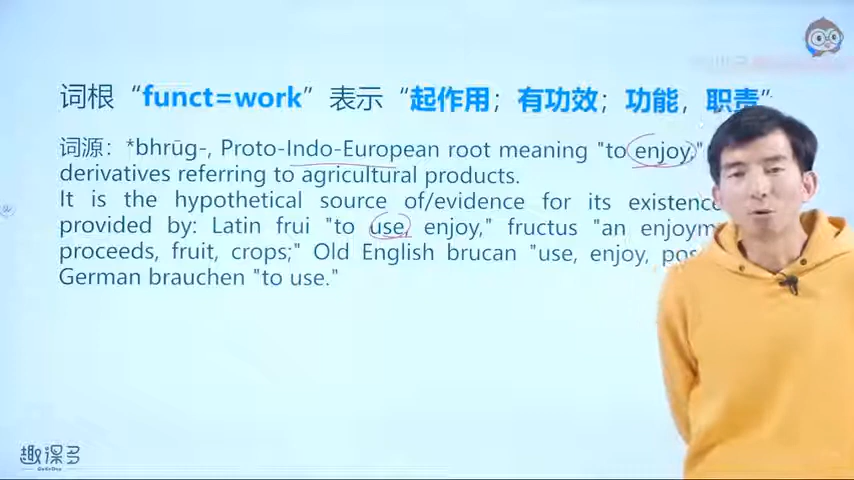 词根 “funct=work” 表示 “起作用；有功效；功能，职责”
词源：*bhrūg-, Proto-Indo-European root meaning "to enjoy,"
derivatives referring to agricultural products.
It is the hypothetical source of/evidence for its existence
provided by: Latin frui "to use, enjoy," fructus "an enjoym
proceeds, fruit, crops;" Old English brucan "use, enjoy, pos
German brauchen "to use."
趣课多